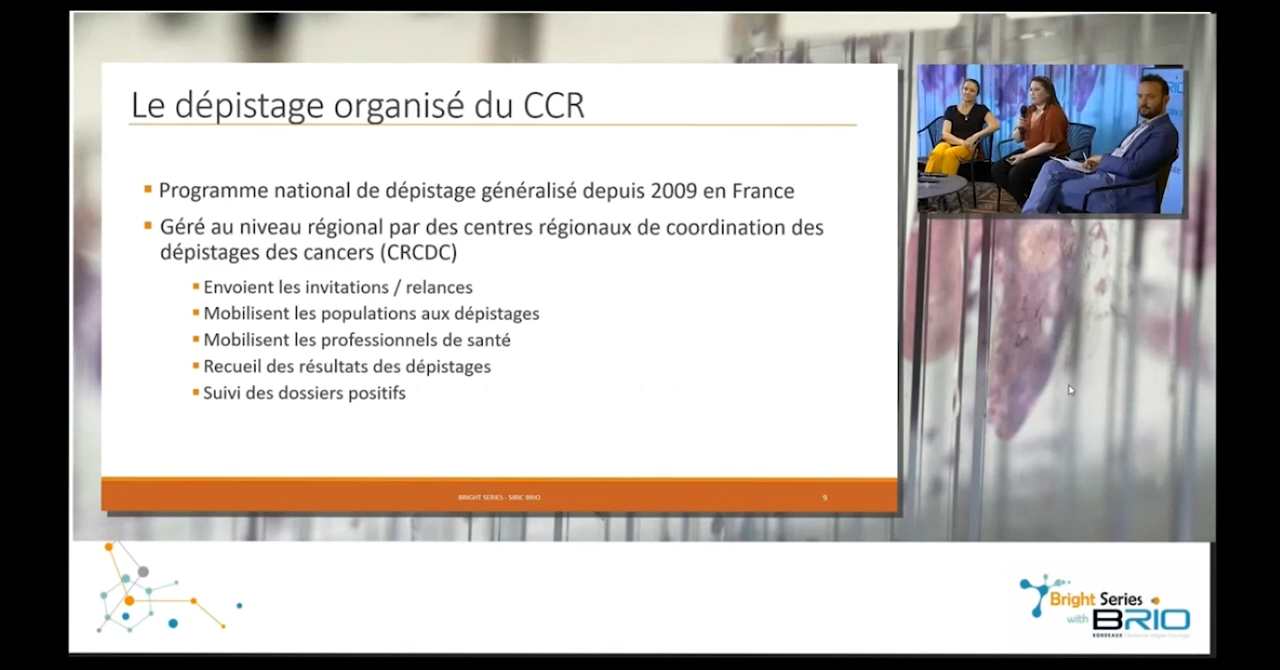 Le dépistage organisé du CCR
Programme national de dépistage généralisé depuis 2009 en France
Géré au niveau régional par des centres régionaux de coordination des
dépistages des cancers (CRCDC)
Envoient les invitations / relances
Mobilisent les populations aux dépistages
Mobilisent les professionnels de santé
Recueil des résultats des dépistages
Suivi des dossiers positifs
BRIGHT SERIES - SIRIC BRIO
9
Bright Series
with BRIO
BORDEAUX